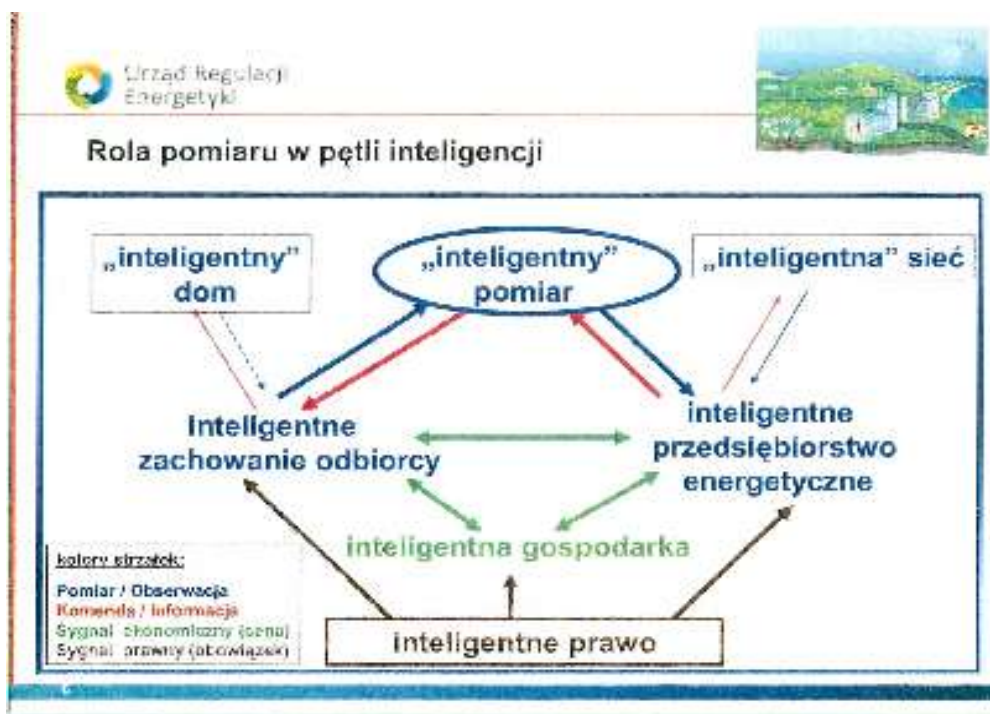 Urząd Regulacji
Energetyki
Rola pomiaru w pętli inteligencji
„inteligentny”
dom
„inteligentny”
pomiar
„inteligentna” sieć
inteligentne
zachowanie odbiorcy
inteligentne
przedsiębiorstwo
energetyczne
inteligentna gospodarka
kolory strzałek:
Pomiar / Obserwacja
Komenda / Informacja
Sygnał ekonomiczny (cena)
Sygnał prawny (obowiązek)
inteligentne prawo
6